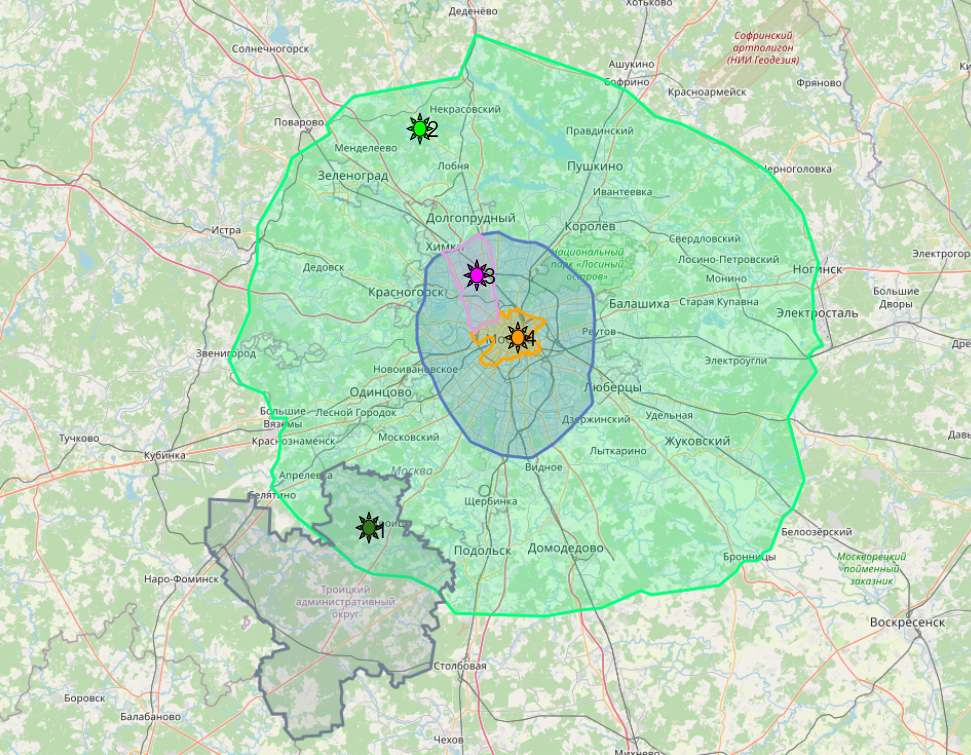 Деденёво
Хотьково
Солнечногорск
Софринский
артполигон
(НИИ Геодезия)
Ашукино
Софрино
Фряново
Красноармейск
Некрасовский
Поварово
2
Правдинский
Менделеево
Лобня
Пушкино
Черноголовка
Зеленоград
Ивантеевка
Долгопрудный
Истра
Королёв
Свердловский
Химки
Национальный
парк «Лосиный
остров»
Лосино-Петровский
Дедовск
Ногинск
3
Монино
Красногорск
Балашиха
Старая Купавна
Большие
Дворы
Электросталь
Реутов
4
Звенигород
Электроугли
Новоивановское
Люберцы
Одинцово
Большие
Вязёмы
Лесной Городок
Дзержинский
Удельная
Тучково
Краснознаменск
Московский
Жуковский
Кубинка
Лыткарино
Видное
Москва
Апрелевка
Селятино
Щербинка
1
Белоозёрский
Подольск
Домодедово
Бронницы
Москворецкий
пойменный
заказник
Наро-Фоминск
Троицкий
административный
округ
Воскресенск
Столбовая
Боровск
Балабаново
Чехов
Михнево